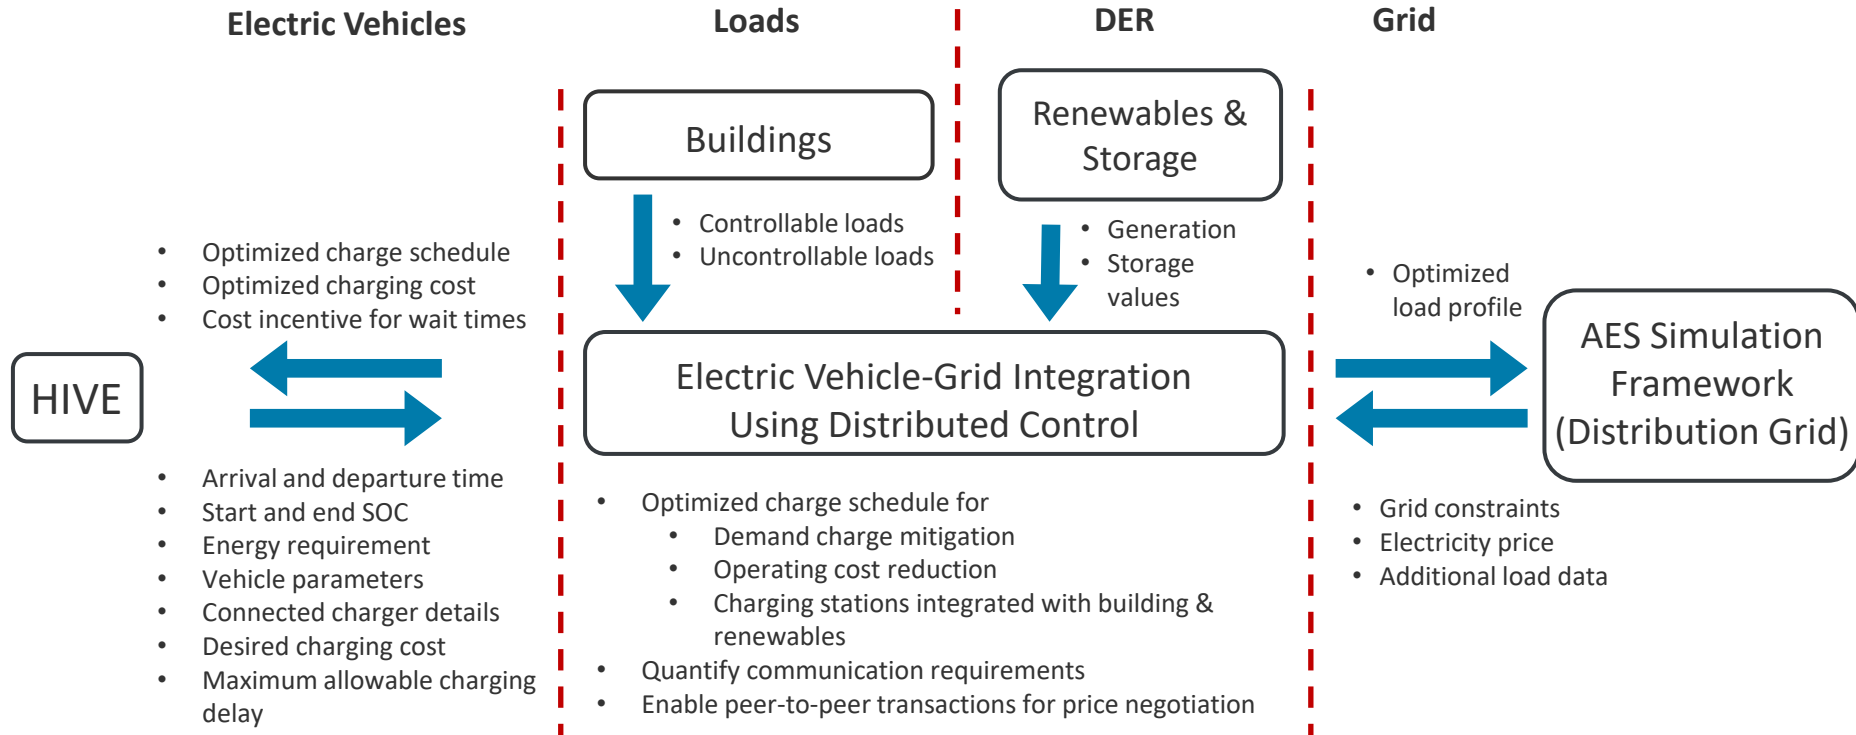 Electric Vehicles
Loads
DER
Grid
Buildings
Renewables &
Storage
• Controllable loads
• Uncontrollable loads
• Generation
• Storage
values
• Optimized charge schedule
• Optimized charging cost
• Cost incentive for wait times
• Optimized
load profile
HIVE
Electric Vehicle-Grid Integration
Using Distributed Control
AES Simulation
Framework
(Distribution Grid)
• Arrival and departure time
• Start and end SOC
• Energy requirement
• Vehicle parameters
• Connected charger details
• Desired charging cost
• Maximum allowable charging
delay
• Optimized charge schedule for
• Demand charge mitigation
• Operating cost reduction
• Charging stations integrated with building &
renewables
• Quantify communication requirements
• Enable peer-to-peer transactions for price negotiation
• Grid constraints
• Electricity price
• Additional load data